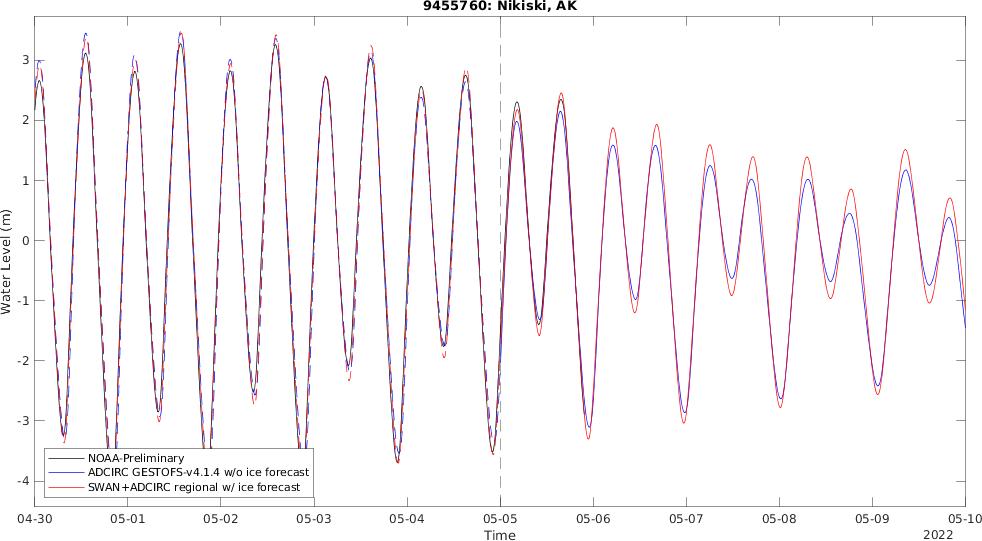 9455760: Nikiski, AK
Water Level (m)
3
2
1
0
-1
-2
-3
-4
NOAA-Preliminary
ADCIRC GESTOFS-v4.1.4 w/o ice forecast
SWAN+ADCIRC regional w/ ice forecast
04-30 05-01 05-02 05-03 05-04 05-05 05-06 05-07 05-08 05-09 05-10
Time
2022